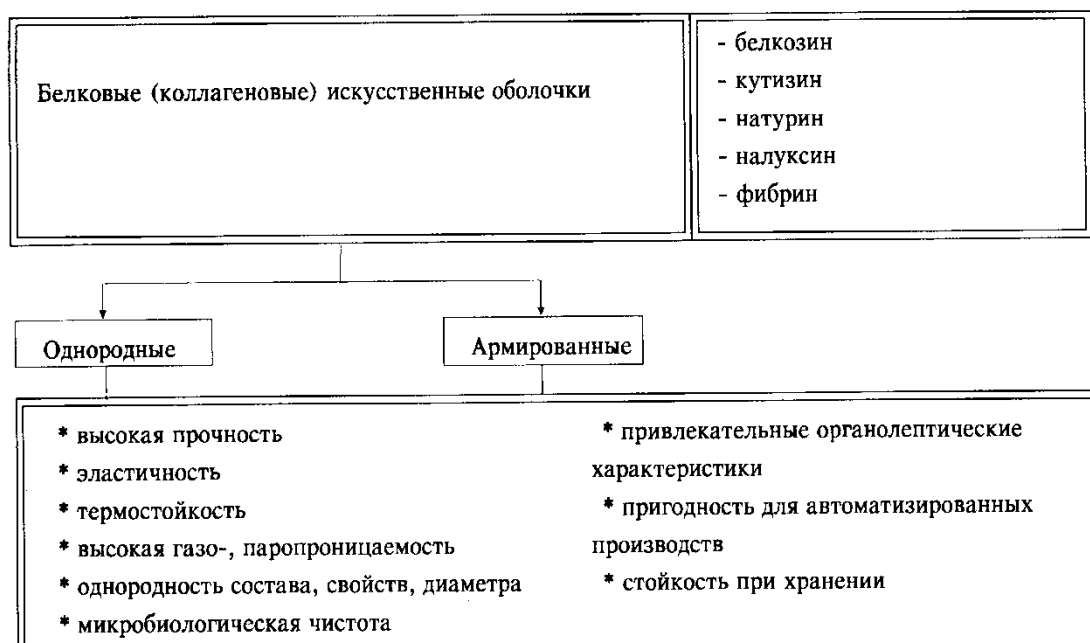 Белковые (коллагеновые) искусственные оболочки
- белкозин
- кутизин
- натурин
- налуксин
- фибрин
Однородные
Армированные
* высокая прочность
* эластичность
* термостойкость
* высокая газо-, паропроницаемость
* однородность состава, свойств, диаметра
* микробиологическая чистота
* привлекательные органолептические
характеристики
* пригодность для автоматизированных
производств
* стойкость при хранении